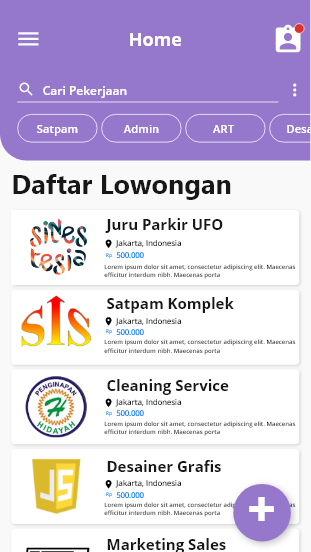 Home
Cari Pekerjaan
Satpam
Admin
ART
Desa
Daftar Lowongan
sines
tesia
Juru Parkir UFO
Jakarta, Indonesia
Rp 500.000
Lorem ipsum dolor sit amet, consectetur adipiscing elit. Maecenas
efficitur interdum nibh. Maecenas porta
sis
Satpam Komplek
Jakarta, Indonesia
Rp 500.000
Lorem ipsum dolor sit amet, consectetur adipiscing elit. Maecenas
efficitur interdum nibh. Maecenas porta
PENGINAPAN
H
HIDAYAH
Cleaning Service
Jakarta, Indonesia
Rp 500.000
Lorem ipsum dolor sit amet, consectetur adipiscing elit. Maecenas
efficitur interdum nibh. Maecenas porta
JS
Desainer Grafis
Jakarta, Indonesia
Rp 500.000
Lorem ipsum dolor sit amet, consectetur adipiscing elit. Maecenas
efficitur interdum nibh. Maecenas porta
Marketing Sales